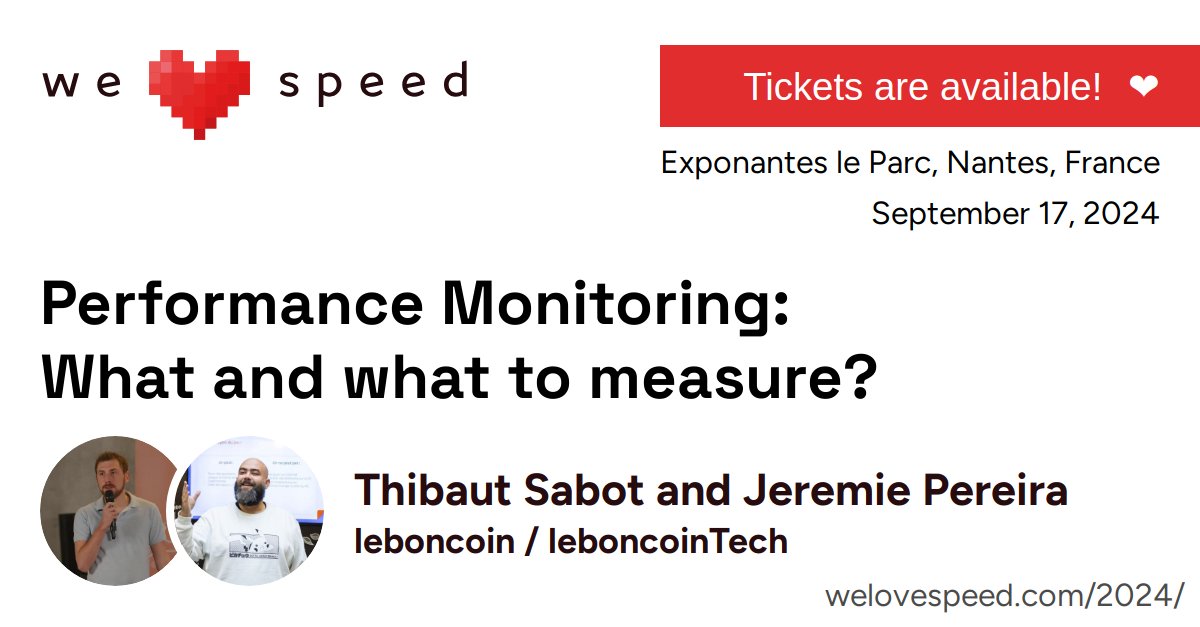 we speed
Tickets are available! ❤
Exponantes le Parc, Nantes, France
September 17, 2024
Performance Monitoring:
What and what to measure?
Thibaut Sabot and Jeremie Pereira
leboncoin / leboncoinTech
welovespeed.com/2024/